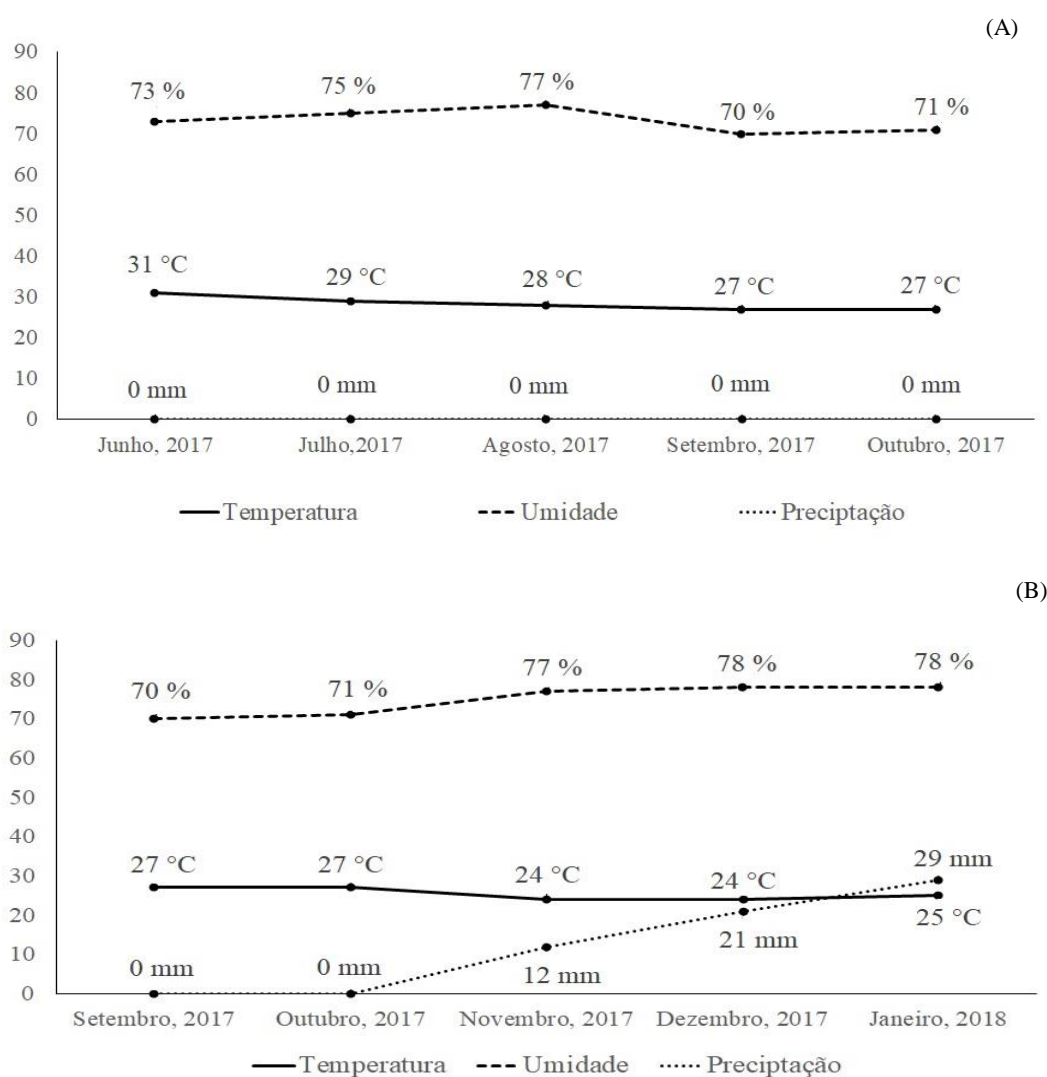 (A)
90
80
70
60
50
40
30
20
10
0
73 % 75 % 77 % 70 % 71 %
31 °C 29 °C 28 °C 27 °C 27 °C
0 mm 0 mm 0 mm 0 mm 0 mm
Junho, 2017 Julho,2017 Agosto, 2017 Setembro, 2017 Outubro, 2017
Temperatura Umidade Preciptação
(B)
90
80
70
60
50
40
30
20
10
0
70 % 71 % 77 % 78 % 78 %
27 °C 27 °C 24 °C 24 °C 29 mm
25 °C
0 mm 0 mm 12 mm 21 mm
Setembro, 2017 Outubro, 2017 Novembro, 2017 Dezembro, 2017 Janeiro, 2018
Temperatura Umidade Preciptação